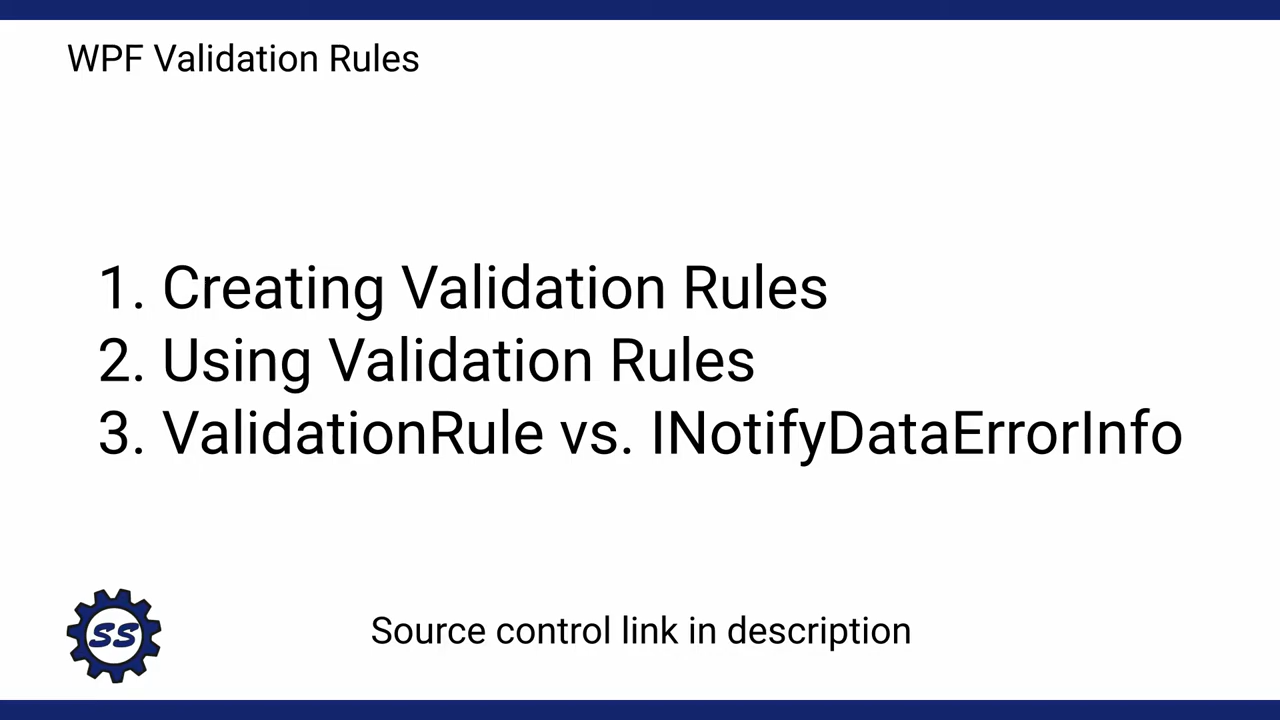 WPF Validation Rules
1. Creating Validation Rules
2. Using Validation Rules
3. ValidationRule vs. INotifyDataErrorInfo
SS
Source control link in description